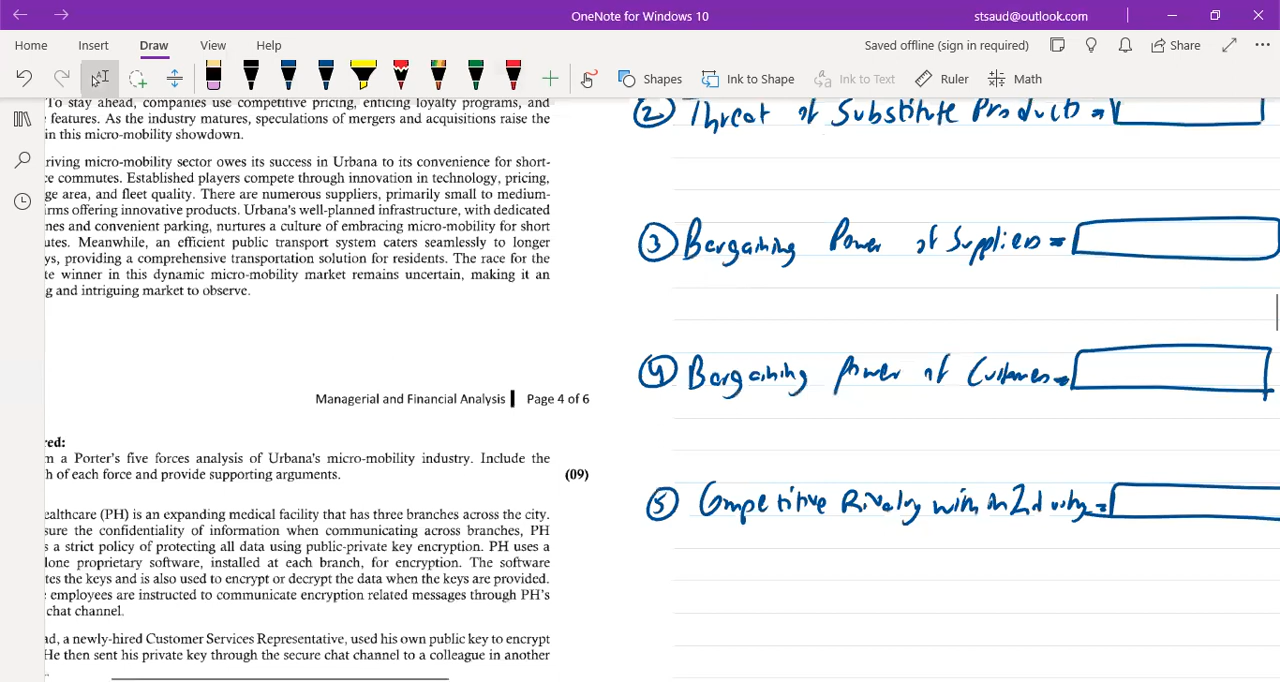 OneNote for Windows 10
stsaud@outlook.com
Home Insert Draw View Help
Saved offline (sign in required)
Share
Shapes
Ink to Shape
Ink to Text
Ruler
Math
To stay ahead, companies use competitive pricing, enticing loyalty programs, and
features. As the industry matures, speculations of mergers and acquisitions raise the
in this micro-mobility showdown.
riving micro-mobility sector owes its success in Urbana to its convenience for short-
ce commutes. Established players compete through innovation in technology, pricing,
ge area, and fleet quality. There are numerous suppliers, primarily small to medium-
irms offering innovative products. Urbana's well-planned infrastructure, with dedicated
nes and convenient parking, nurtures a culture of embracing micro-mobility for short
utes. Meanwhile, an efficient public transport system caters seamlessly to longer
ys, providing a comprehensive transportation solution for residents. The race for the
te winner in this dynamic micro-mobility market remains uncertain, making it an
g and intriguing market to observe.
Managerial and Financial Analysis Page 4 of 6
red:
m a Porter's five forces analysis of Urbana's micro-mobility industry. Include the
h of each force and provide supporting arguments. (09)
ealthcare (PH) is an expanding medical facility that has three branches across the city.
sure the confidentiality of information when communicating across branches, PH
s a strict policy of protecting all data using public-private key encryption. PH uses a
lone proprietary software, installed at each branch, for encryption. The software
tes the keys and is also used to encrypt or decrypt the data when the keys are provided.
employees are instructed to communicate encryption related messages through PH's
chat channel.
ad, a newly-hired Customer Services Representative, used his own public key to encrypt
He then sent his private key through the secure chat channel to a colleague in another
2 Threat of Substitute Products =
3 Bargaining Power of Suppliers =
4 Bargaining Power of Customers =
5 Competitive Rivalry within Industry =